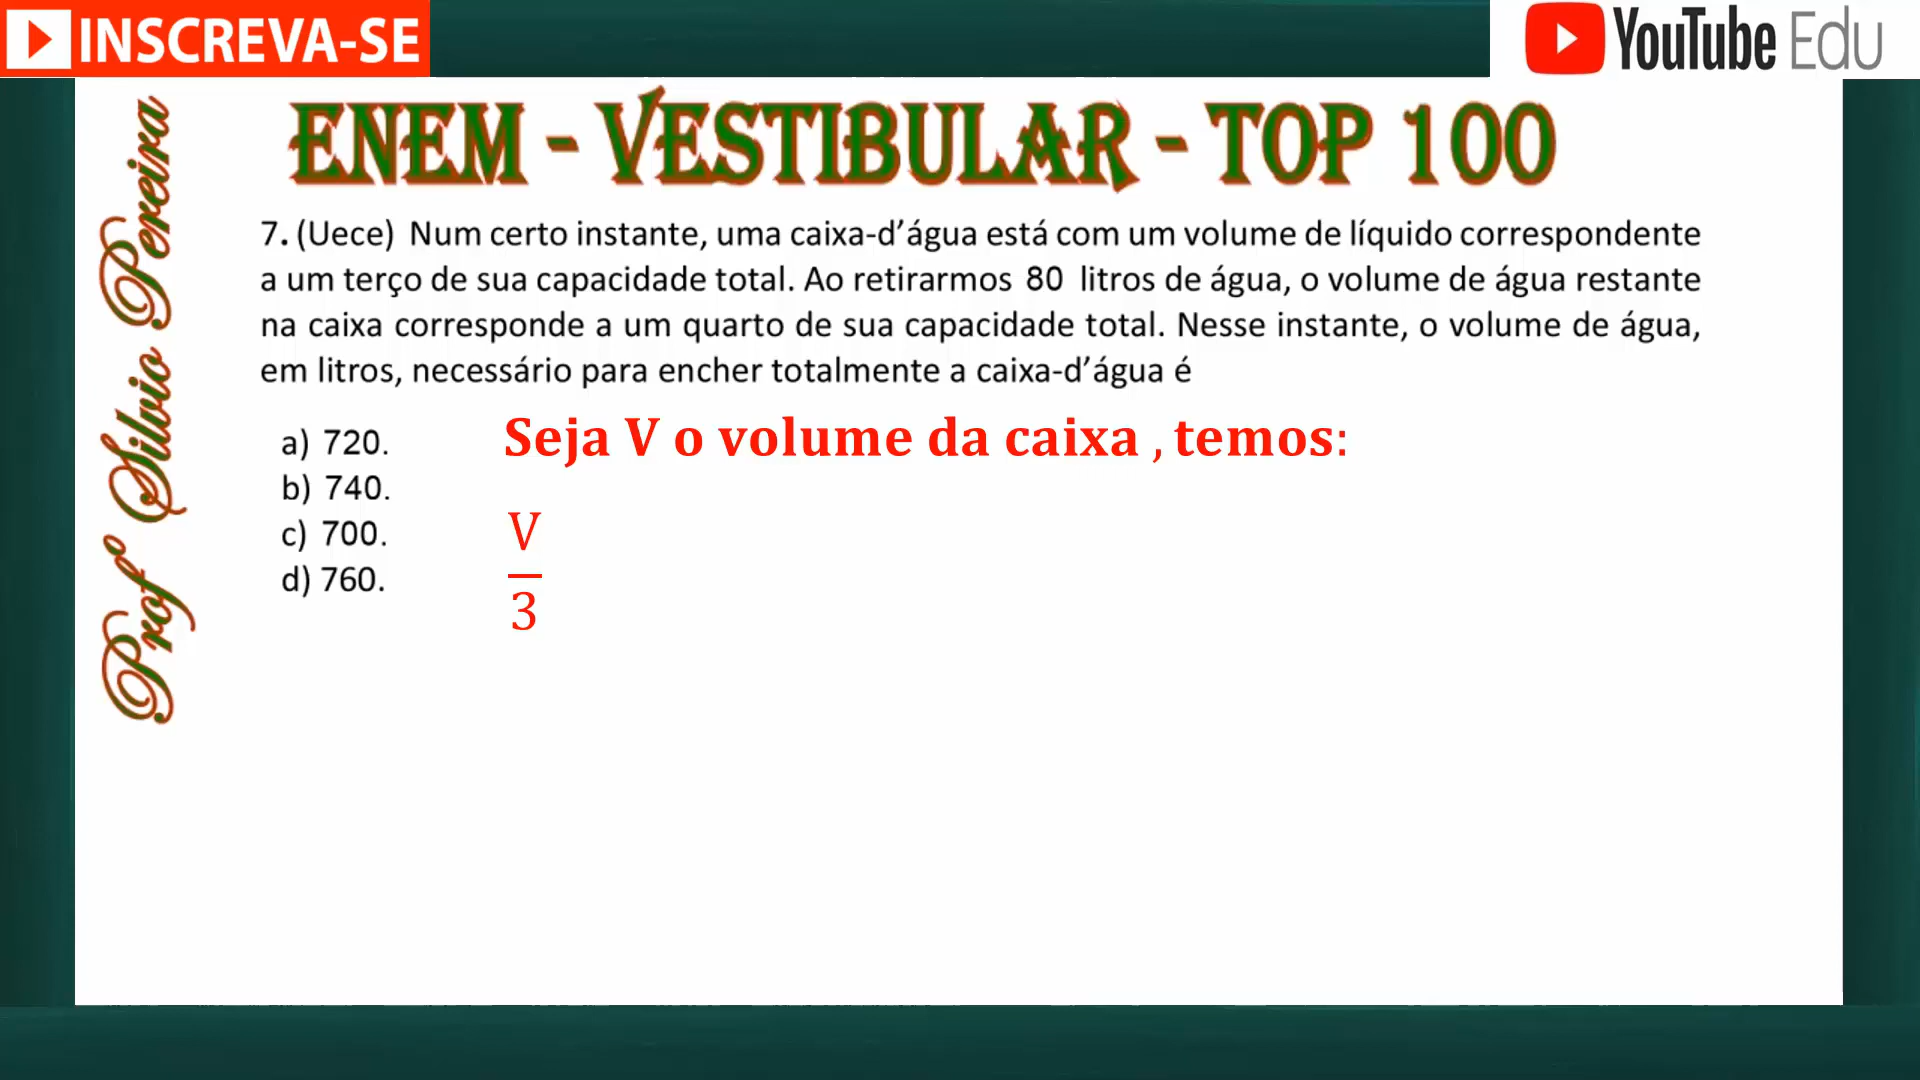 INSCREVA-SE
YouTube Edu
ENEM - VESTIBULAR - TOP 100
Profº Silvio Pereira
7. (Uece) Num certo instante, uma caixa-d’água está com um volume de líquido correspondente
a um terço de sua capacidade total. Ao retirarmos 80 litros de água, o volume de água restante
na caixa corresponde a um quarto de sua capacidade total. Nesse instante, o volume de água,
em litros, necessário para encher totalmente a caixa-d’água é
a) 720.
b) 740.
c) 700.
d) 760.
Seja V o volume da caixa , temos:
V
3